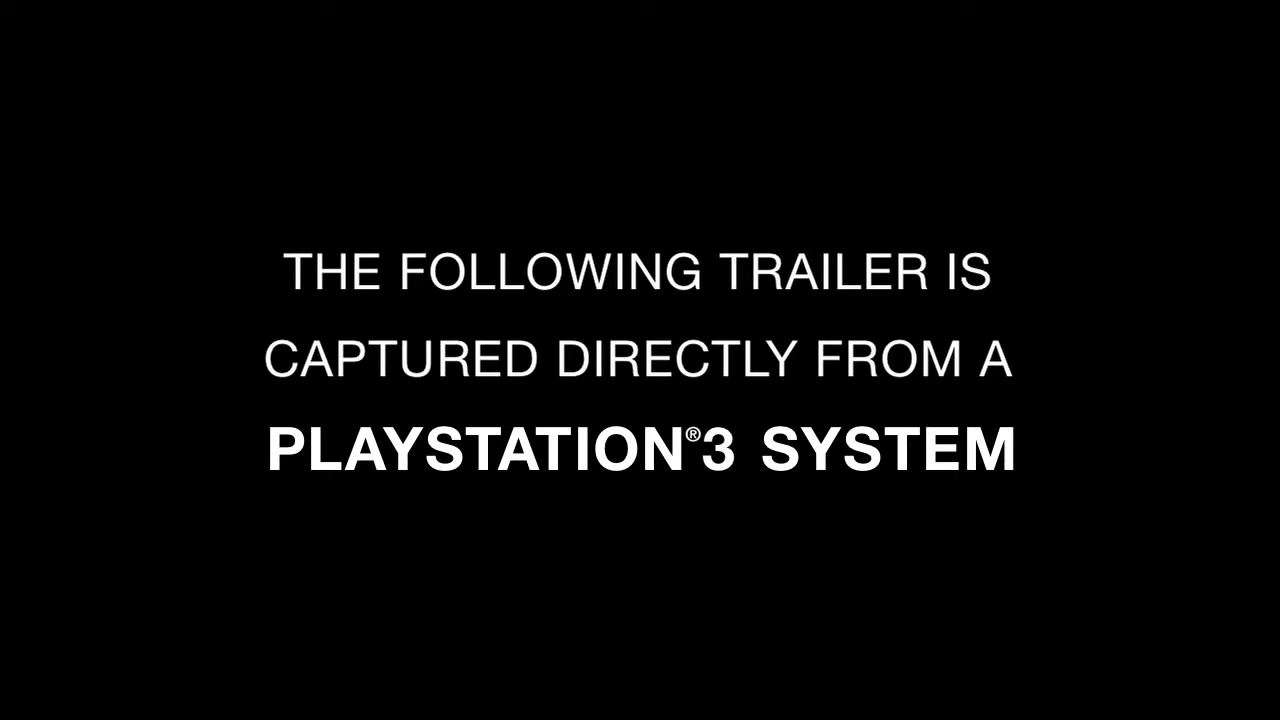 THE FOLLOWING TRAILER IS
CAPTURED DIRECTLY FROM A
PLAYSTATION®3 SYSTEM